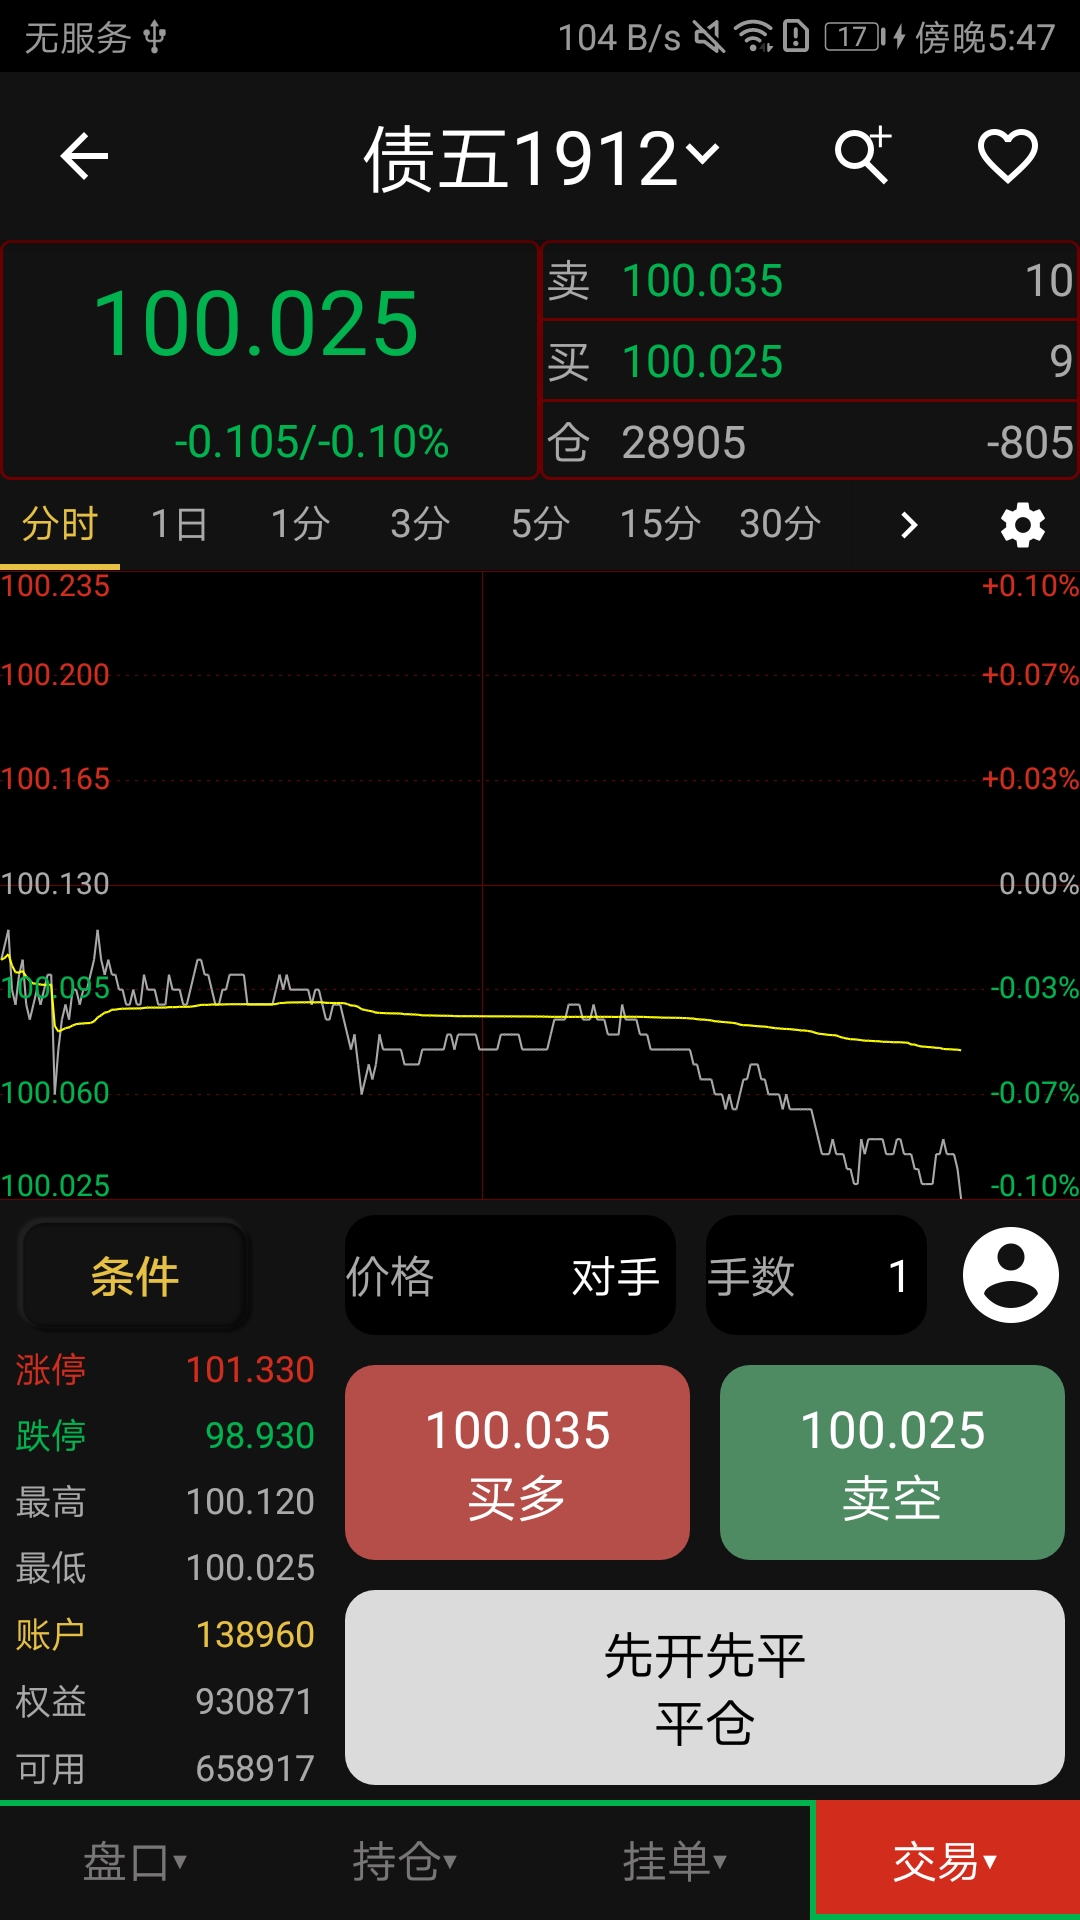 无服务 104 B/s 17 傍晚5:47
债五1912
100.025
-0.105/-0.10%
卖 100.035 10
买 100.025 9
仓 28905 -805
分时 1日 1分 3分 5分 15分 30分
100.235 +0.10%
100.200 +0.07%
100.165 +0.03%
100.130 0.00%
100.095 -0.03%
100.060 -0.07%
100.025 -0.10%
条件 价格 对手 手数 1
涨停 101.330
跌停 98.930
最高 100.120
最低 100.025
账户 138960
权益 930871
可用 658917
100.035
买多
100.025
卖空
先开先平
平仓
盘口▾ 持仓▾ 挂单▾ 交易▾